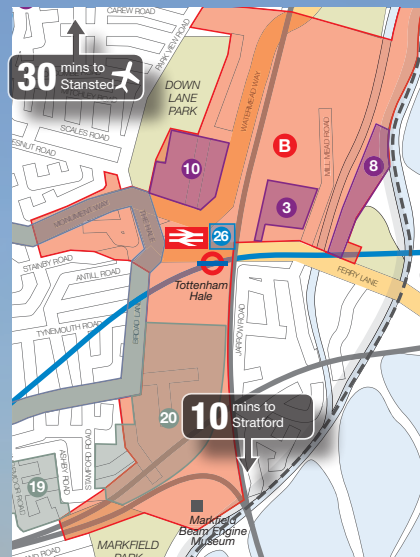 CAREW ROAD
PARK VIEW ROAD
30 mins to
Stansted
DOWN
LANE
PARK
WATERMEAD WAY
SCALES ROAD
MILL MEAD ROAD
B
10
8
3
MONUMENT WAY
THE HALE
26
STAINBY ROAD
ANTILL ROAD
FERRY LANE
Tottenham
Hale
TYNEMOUTH ROAD
BROAD LANE
JARROW ROAD
20
10 mins to
Stratford
STAMFORD ROAD
ASHBY ROAD
19
Markfield
Beam Engine
Museum
MARKFIELD
PARK